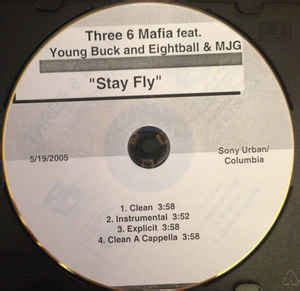 Three 6 Mafia feat.
Young Buck and Eightball & MJG
"Stay Fly"
5/19/2005
Sony Urban/
Columbia
1. Clean 3:58
2. Instrumental 3:52
3. Explicit 3:58
4. Clean A Cappella 3:58